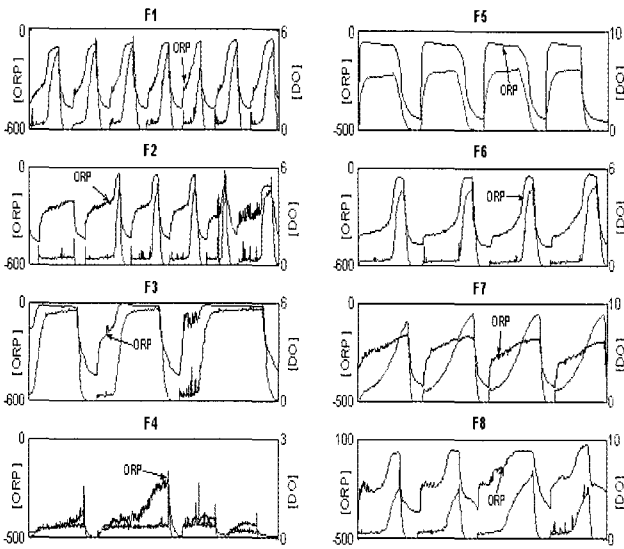 F1
0
6
ORP
[ORP]
[DO]
-600
0
F2
0
6
ORP
[ORP]
[DO]
-600
0
F3
0
6
ORP
[ORP]
[DO]
-600
0
F4
0
3
ORP
[ORP]
[DO]
-500
0
F5
0
10
ORP
[ORP]
[DO]
-500
0
F6
0
6
ORP
[ORP]
[DO]
-600
0
F7
0
10
ORP
[ORP]
[DO]
-500
0
F8
100
10
ORP
[ORP]
[DO]
-500
0